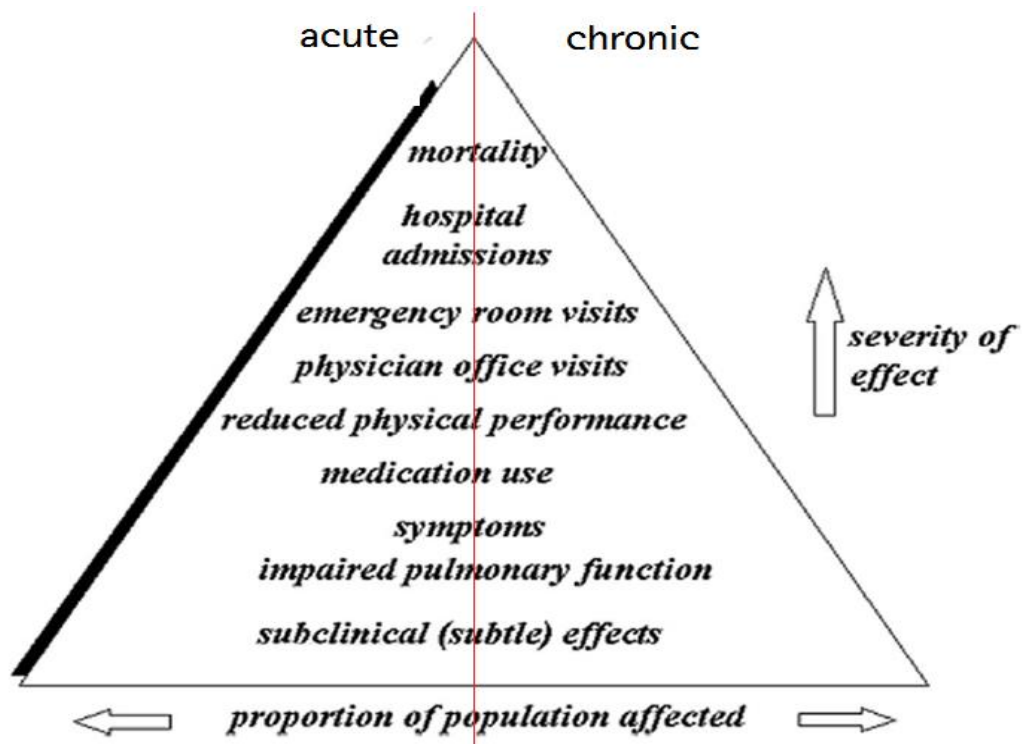 acute chronic
mortality
hospital
admissions
emergency room visits
physician office visits
severity of
effect
reduced physical performance
medication use
symptoms
impaired pulmonary function
subclinical (subtle) effects
proportion of population affected